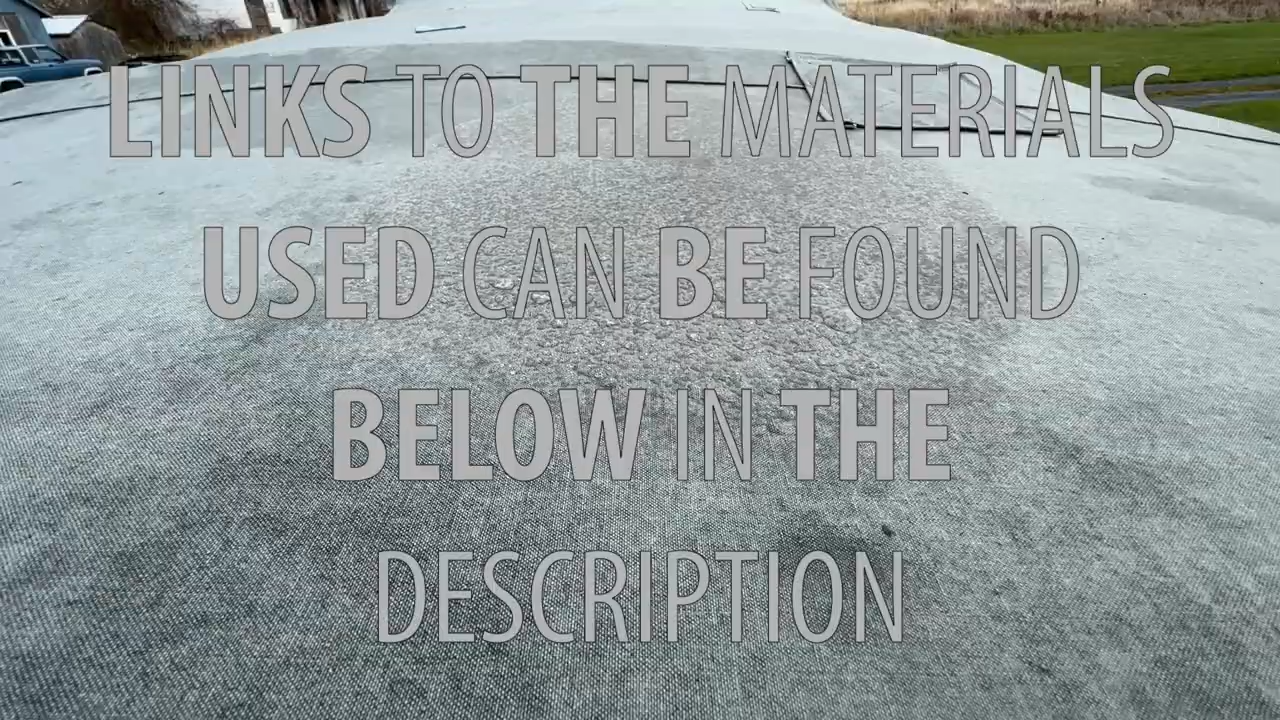 LINKS TO THE MATERIALS
USED CAN BE FOUND
BELOW IN THE
DESCRIPTION